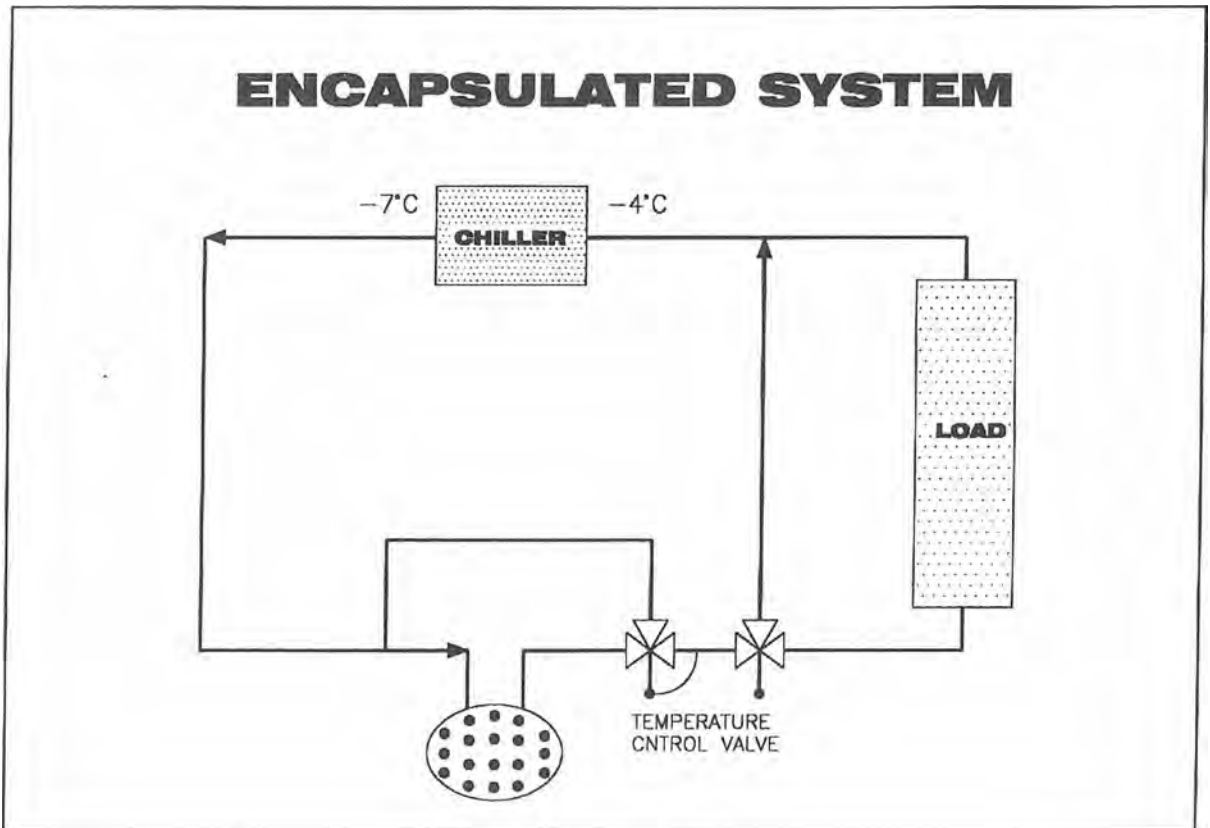 ENCAPSULATED SYSTEM
−7°C
−4°C
CHILLER
LOAD
TEMPERATURE
CNTROL VALVE